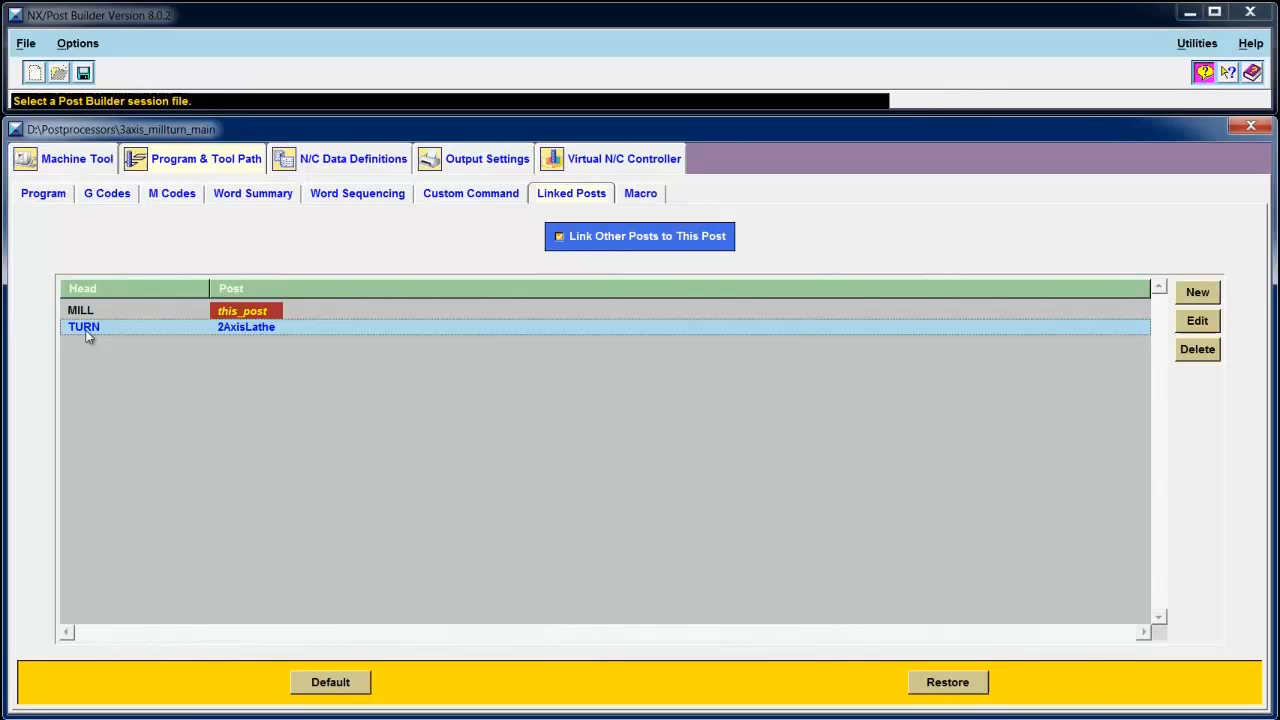 NX/Post Builder Version 8.0.2
File Options Utilities Help
Select a Post Builder session file.
D:\Postprocessors\3axis_millturn_main
Machine Tool Program & Tool Path N/C Data Definitions Output Settings Virtual N/C Controller
Program G Codes M Codes Word Summary Word Sequencing Custom Command Linked Posts Macro
Link Other Posts to This Post
Head Post
New
MILL this_post
TURN 2AxisLathe
Edit
Delete
Default Restore